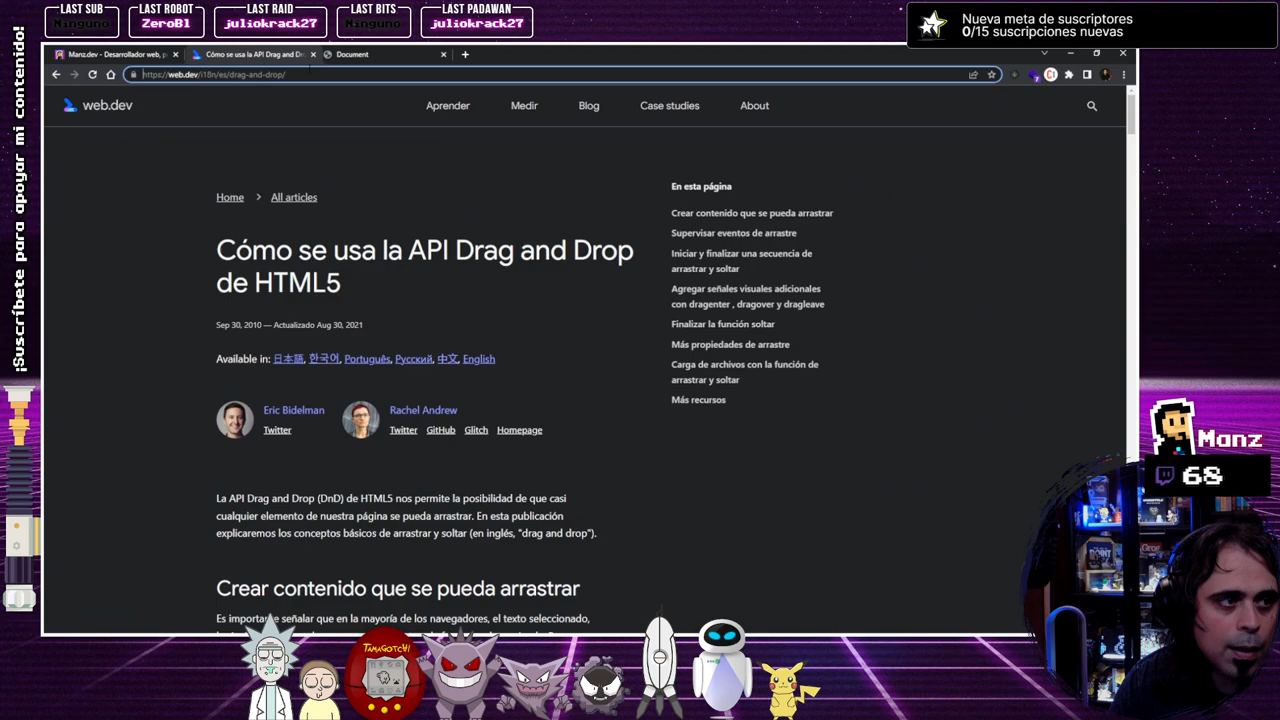 LAST SUB
Ninguno
LAST ROBOT
ZeroBl
LAST RAID
juliokrack27
LAST BITS
Ninguno
LAST PADAWAN
juliokrack27
Nueva meta de suscriptores
0/15 suscripciones nuevas
¡Suscríbete para apoyar mi contenido!
Manz.dev - Desarrollador web, p
Cómo se usa la API Drag and Dr
Document
https://web.dev/i18n/es/drag-and-drop/
web.dev
Aprender
Medir
Blog
Case studies
About
Home
All articles
Cómo se usa la API Drag and Drop
de HTML5
Sep 30, 2010 — Actualizado Aug 30, 2021
Available in: 日本語, 한국어, Português, Русский, 中文, English
Eric Bidelman
Twitter
Rachel Andrew
Twitter GitHub Glitch Homepage
La API Drag and Drop (DnD) de HTML5 nos permite la posibilidad de que casi
cualquier elemento de nuestra página se pueda arrastrar. En esta publicación
explicaremos los conceptos básicos de arrastrar y soltar (en inglés, "drag and drop").
Crear contenido que se pueda arrastrar
Es importante señalar que en la mayoría de los navegadores, el texto seleccionado,
En esta página
Crear contenido que se pueda arrastrar
Supervisar eventos de arrastre
Iniciar y finalizar una secuencia de
arrastrar y soltar
Agregar señales visuales adicionales
con dragenter , dragover y dragleave
Finalizar la función soltar
Más propiedades de arrastre
Carga de archivos con la función de
arrastrar y soltar
Más recursos
Manz
68
TAMAGOTCHI